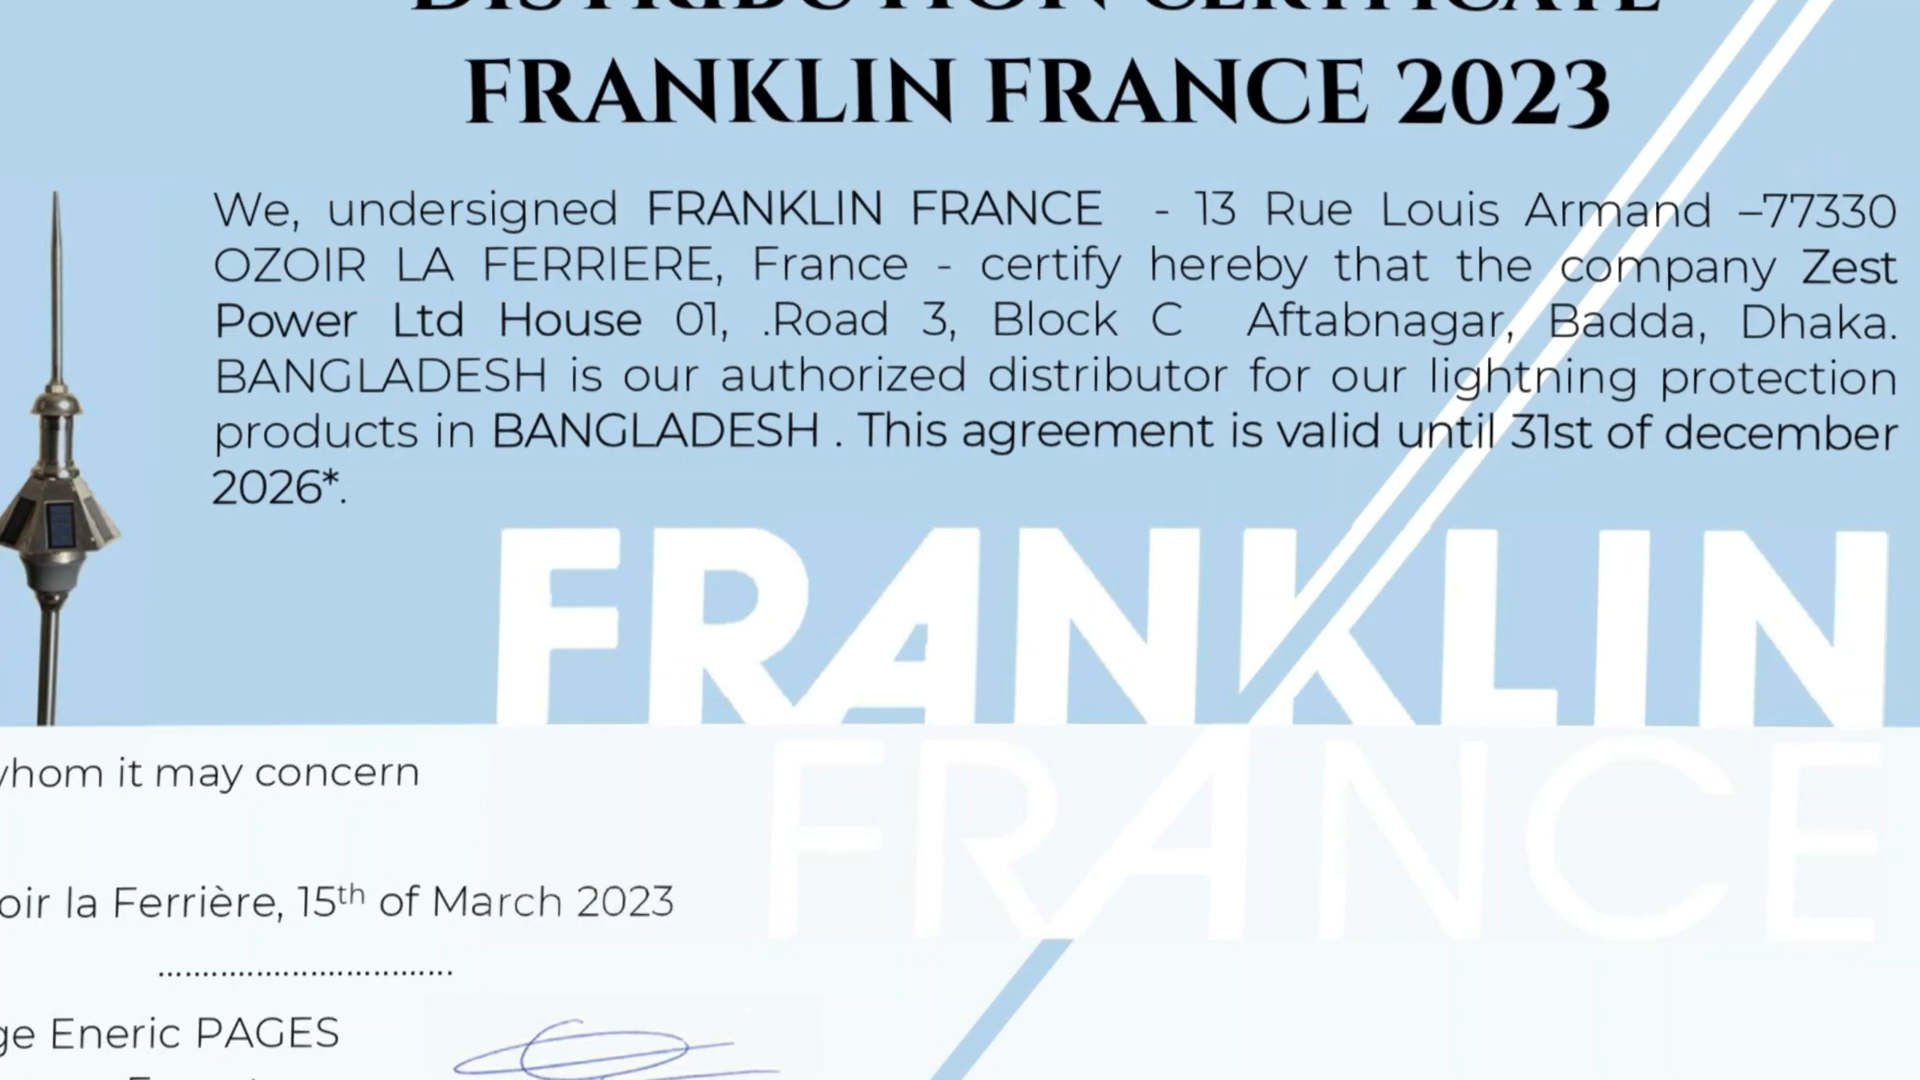 DISTRIBUTION CERTIFICATE
FRANKLIN FRANCE 2023
We, undersigned FRANKLIN FRANCE - 13 Rue Louis Armand –77330
OZOIR LA FERRIERE, France - certify hereby that the company Zest
Power Ltd House 01, .Road 3, Block C Aftabnagar, Badda, Dhaka.
BANGLADESH is our authorized distributor for our lightning protection
products in BANGLADESH . This agreement is valid until 31st of december
2026*.
FRANKLIN
FRANCE
whom it may concern
oir la Ferrière, 15th of March 2023
....................................
ge Eneric PAGES